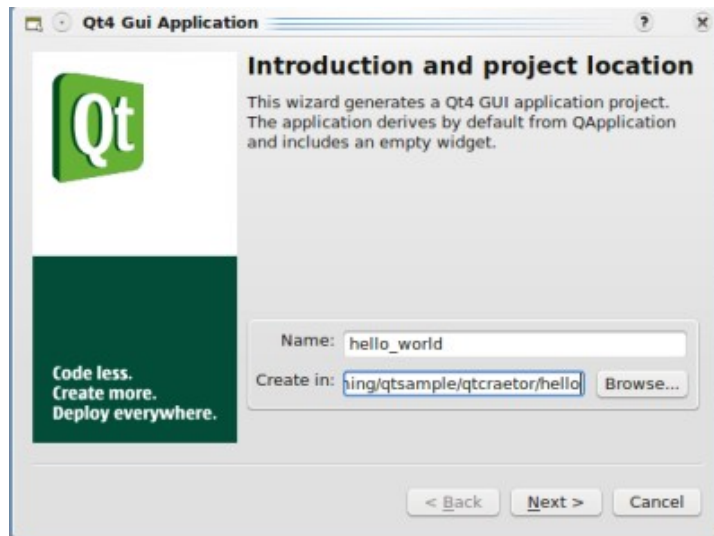 Qt4 Gui Application
Qt
Introduction and project location
This wizard generates a Qt4 GUI application project.
The application derives by default from QApplication
and includes an empty widget.
Name: hello_world
Create in: ning/qtsample/qtcraetor/hello Browse...
Code less.
Create more.
Deploy everywhere.
< Back Next > Cancel